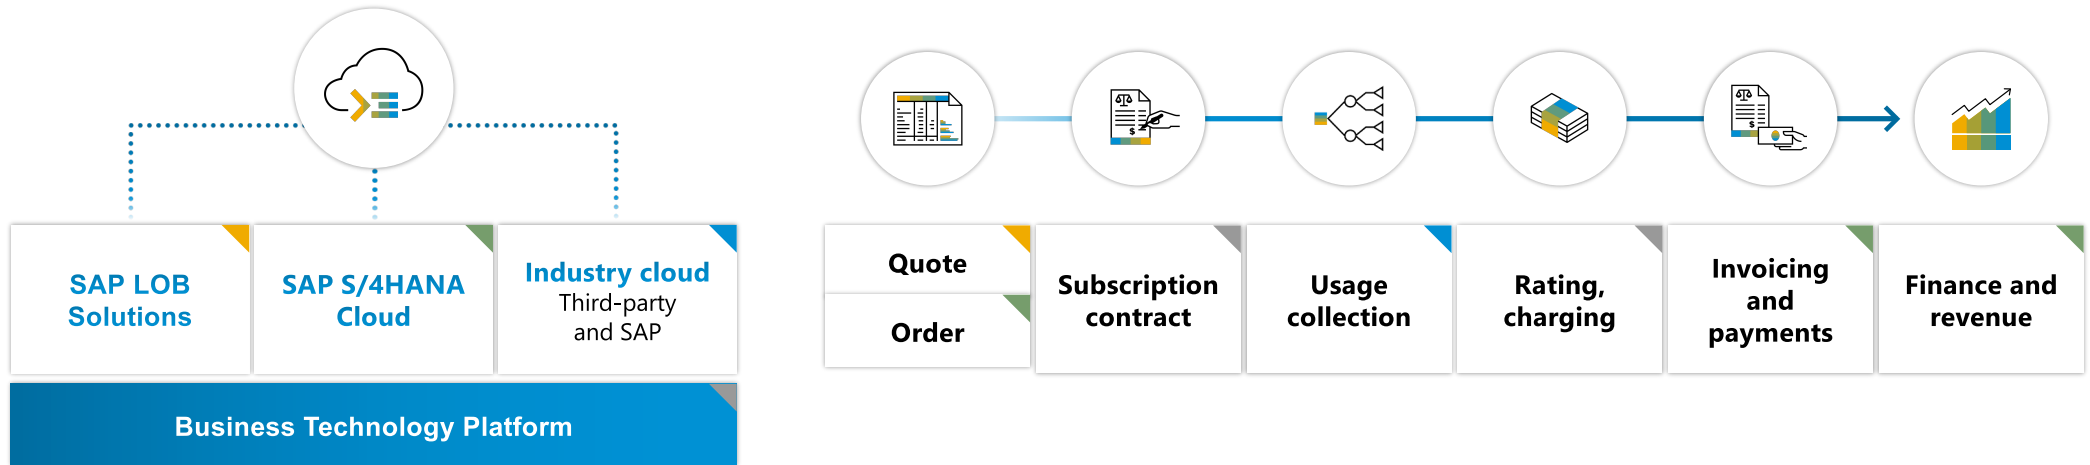 SAP LOB
Solutions
SAP S/4HANA
Cloud
Industry cloud
Third-party
and SAP
Business Technology Platform
$
$
Quote
Order
Subscription
contract
Usage
collection
Rating,
charging
Invoicing
and
payments
Finance and
revenue